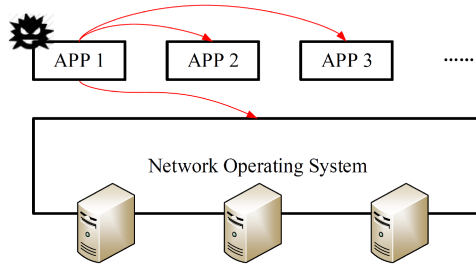 APP 1 APP 2 APP 3 ......
Network Operating System